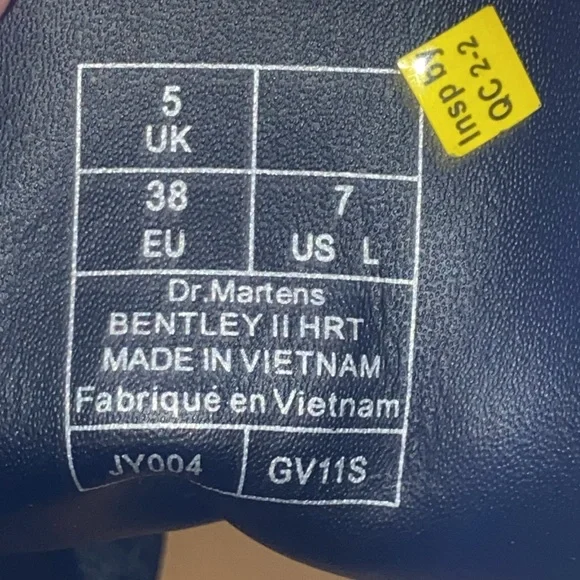 5
UK
38
EU
7
US L
Dr.Martens
BENTLEY II HRT
MADE IN VIETNAM
Fabriqué en Vietnam
JY004
GV11S
Insp by
QC 2-2